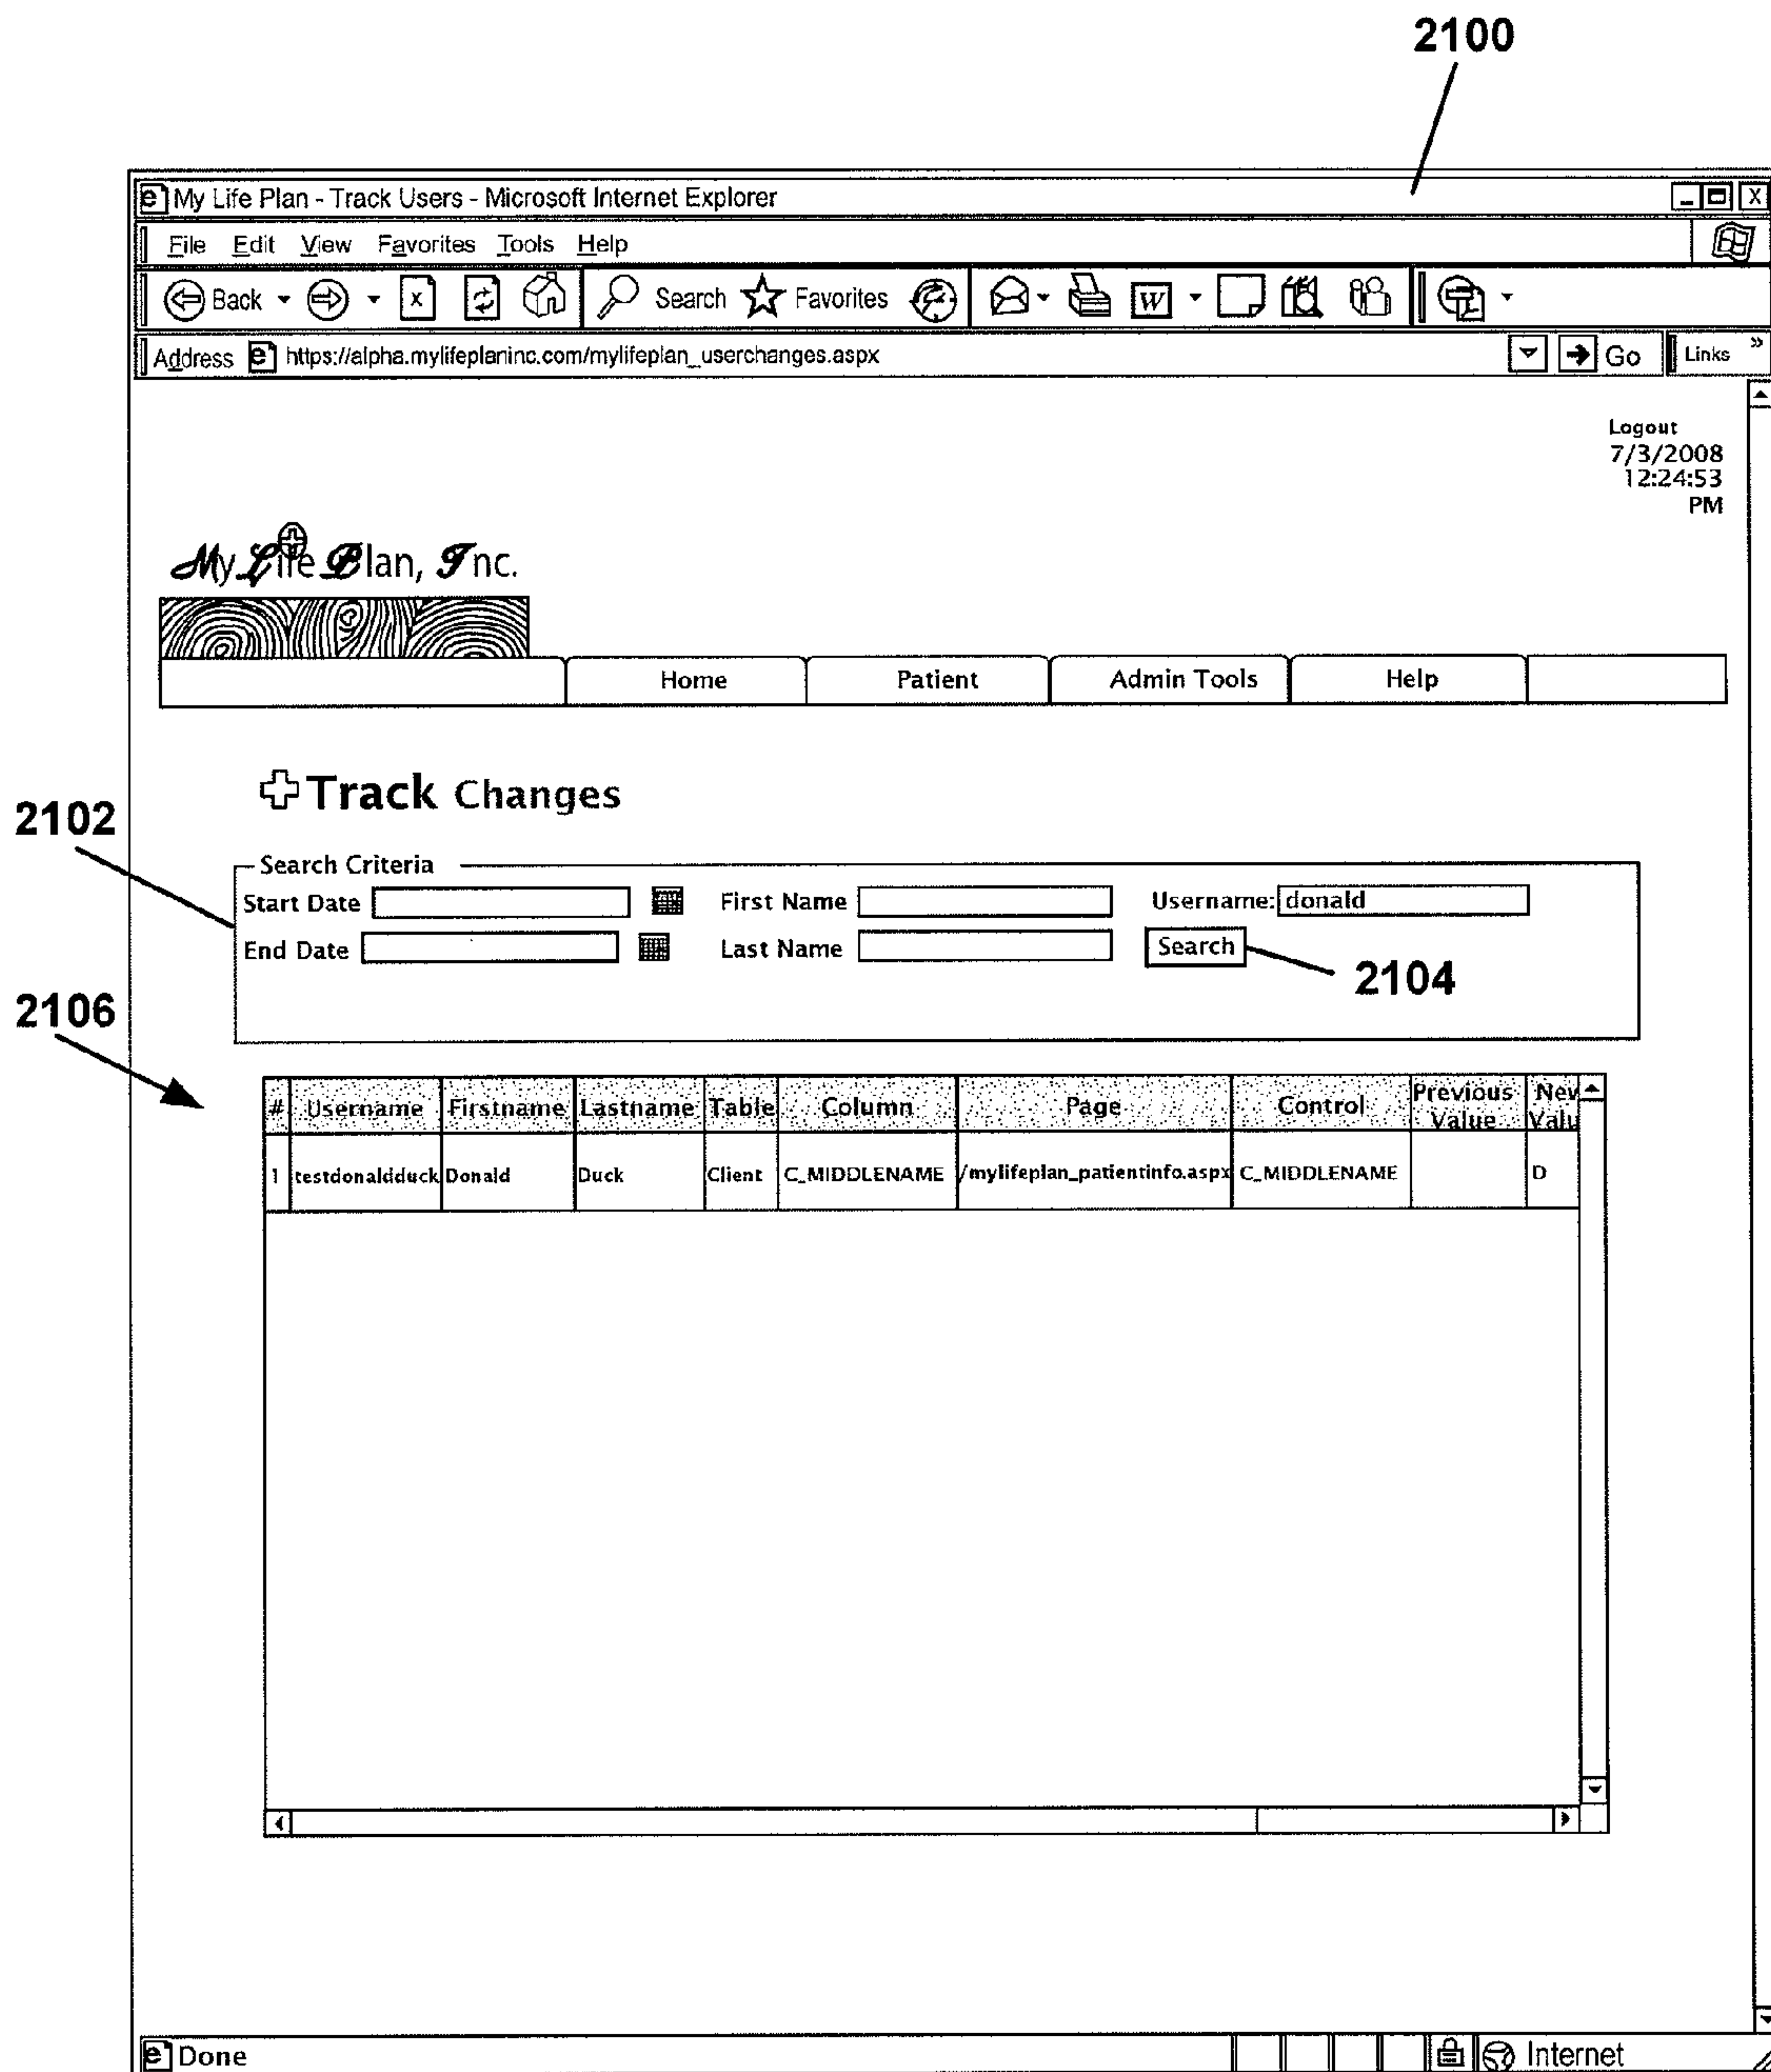 2100
My Life Plan - Track Users - Microsoft Internet Explorer
File Edit View Favorites Tools Help
Back Search Favorites W
Address https://alpha.mylifeplaninc.com/mylifeplan_userchanges.aspx Go Links »
Logout
7/3/2008
12:24:53
PM
My Life Plan, Inc.
Home Patient Admin Tools Help
Track Changes
2102
Search Criteria
Start Date First Name Username: donald
End Date Last Name Search
2104
2106
# Username Firstname Lastname Table Column Page Control Previous Value Nev Valu
1 testdonaldduck Donald Duck Client C_MIDDLENAME /mylifeplan_patientinfo.aspx C_MIDDLENAME D
Done Internet